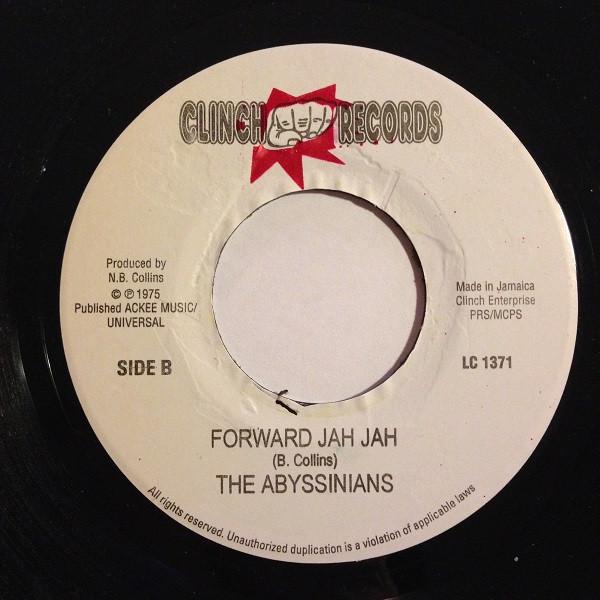 CLINCH RECORDS
Produced by
N.B. Collins
© ℗ 1975
Published ACKEE MUSIC/
UNIVERSAL
SIDE B
Made in Jamaica
Clinch Enterprise
PRS/MCPS
LC 1371
FORWARD JAH JAH
(B. Collins)
THE ABYSSINIANS
All rights reserved. Unauthorized duplication is a violation of applicable laws